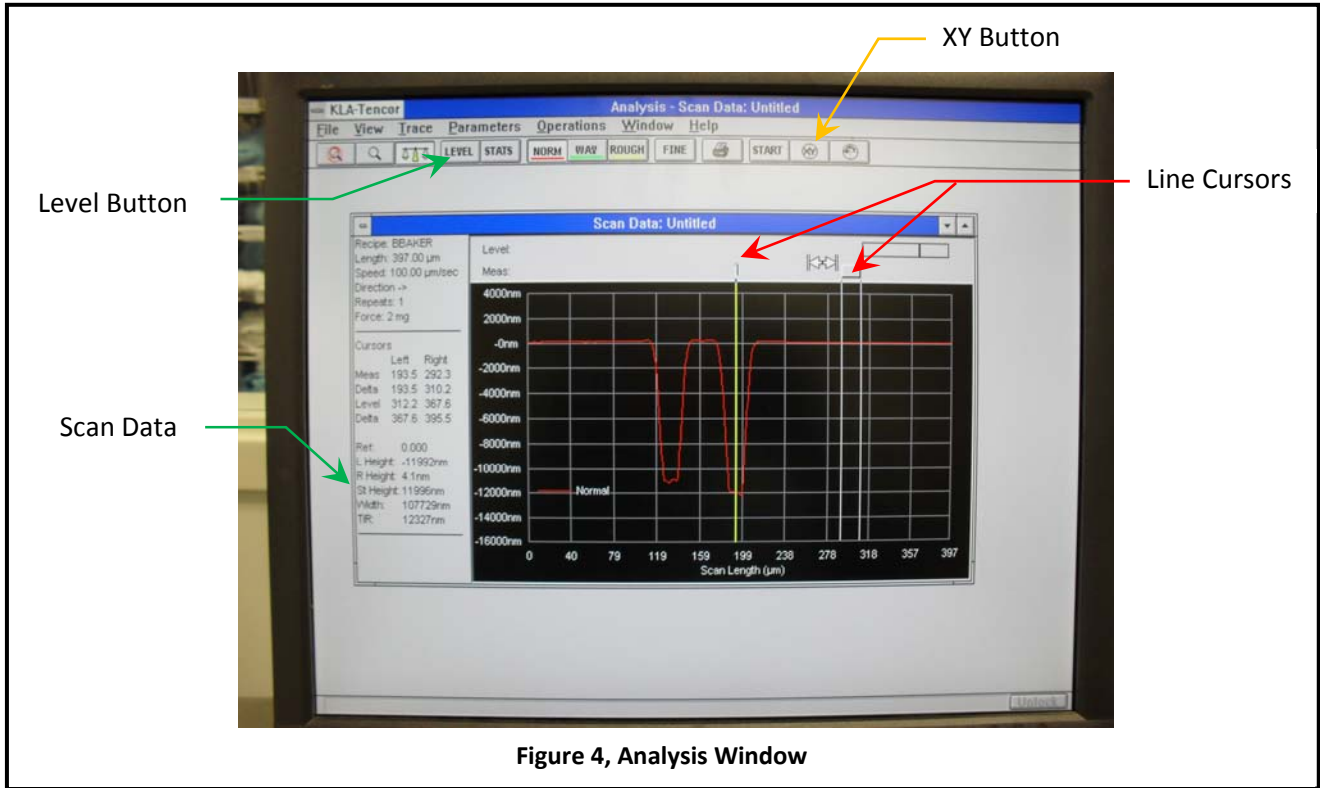 XY Button
KLA-Tencor Analysis - Scan Data: Untitled
File View Trace Parameters Operations Window Help
LEVEL STATS NORM WAV ROUGH FINE START XY
Level Button
Line Cursors
Scan Data: Untitled
Recipe: BBAKER
Length: 397.00 µm
Speed: 100.00 µm/sec
Direction ->
Repeats: 1
Force: 2 mg
Cursors
Left Right
Meas 193.5 292.3
Delta 193.5 310.2
Level 312.2 367.6
Delta 367.6 395.5
Ref: 0.000
L Height: -11992nm
R Height: 4.1nm
St Height: 11996nm
Width: 107729nm
TIR: 12327nm
Level:
Meas:
4000nm
2000nm
-0nm
-2000nm
-4000nm
-6000nm
-8000nm
-10000nm
-12000nm
-14000nm
-16000nm
Normal
0 40 79 119 159 199 238 278 318 357 397
Scan Length (µm)
Scan Data
Unlock
Figure 4, Analysis Window